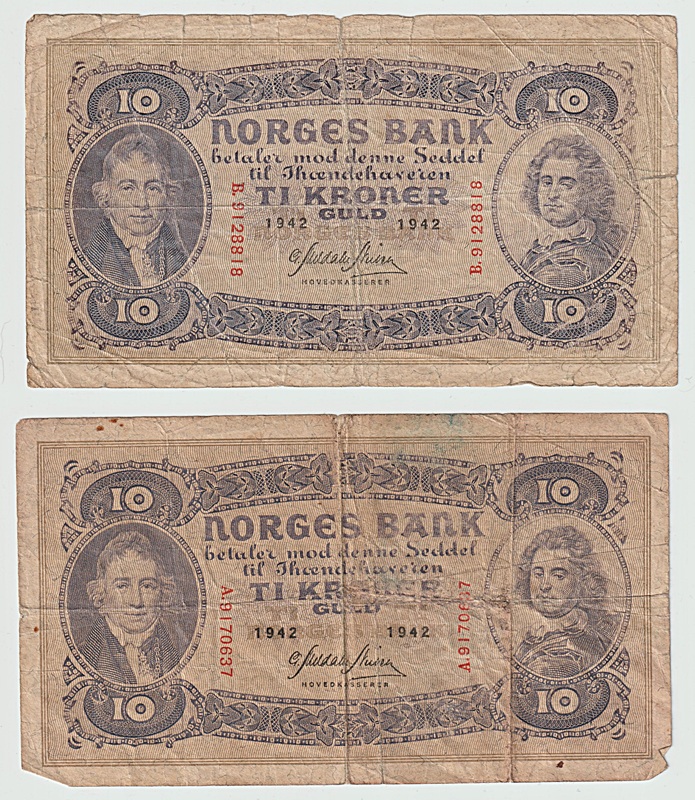 10 10
NORGES BANK
betaler mod denne Seddel
til Ihændehaveren
TI KRONER
GULD
1942 1942
B.9128818 B.9128818
HOVEDKASSERER
10 10
10 10
NORGES BANK
betaler mod denne Seddel
til Ihændehaveren
TI KRONER
GULD
1942 1942
A.9170637 A.9170637
HOVEDKASSERER
10 10